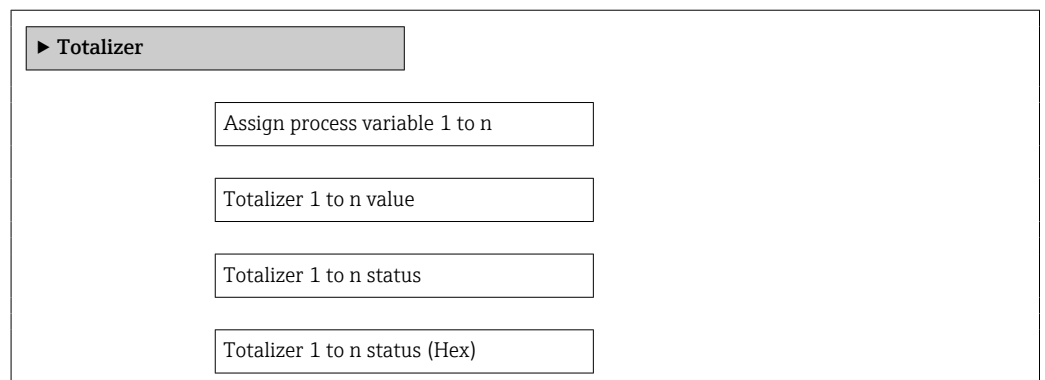 ▶ Totalizer
Assign process variable 1 to n
Totalizer 1 to n value
Totalizer 1 to n status
Totalizer 1 to n status (Hex)